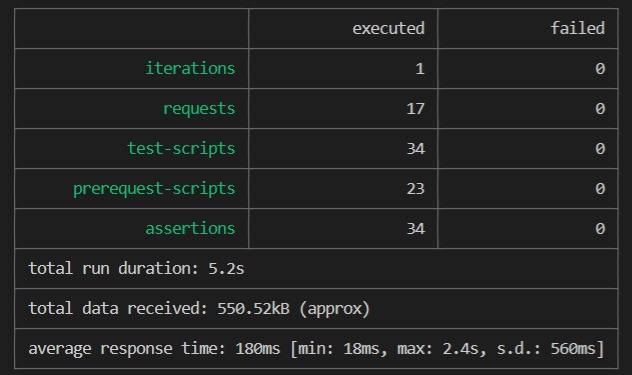 executed failed
iterations 1 0
requests 17 0
test-scripts 34 0
prerequest-scripts 23 0
assertions 34 0
total run duration: 5.2s
total data received: 550.52kB (approx)
average response time: 180ms [min: 18ms, max: 2.4s, s.d.: 560ms]